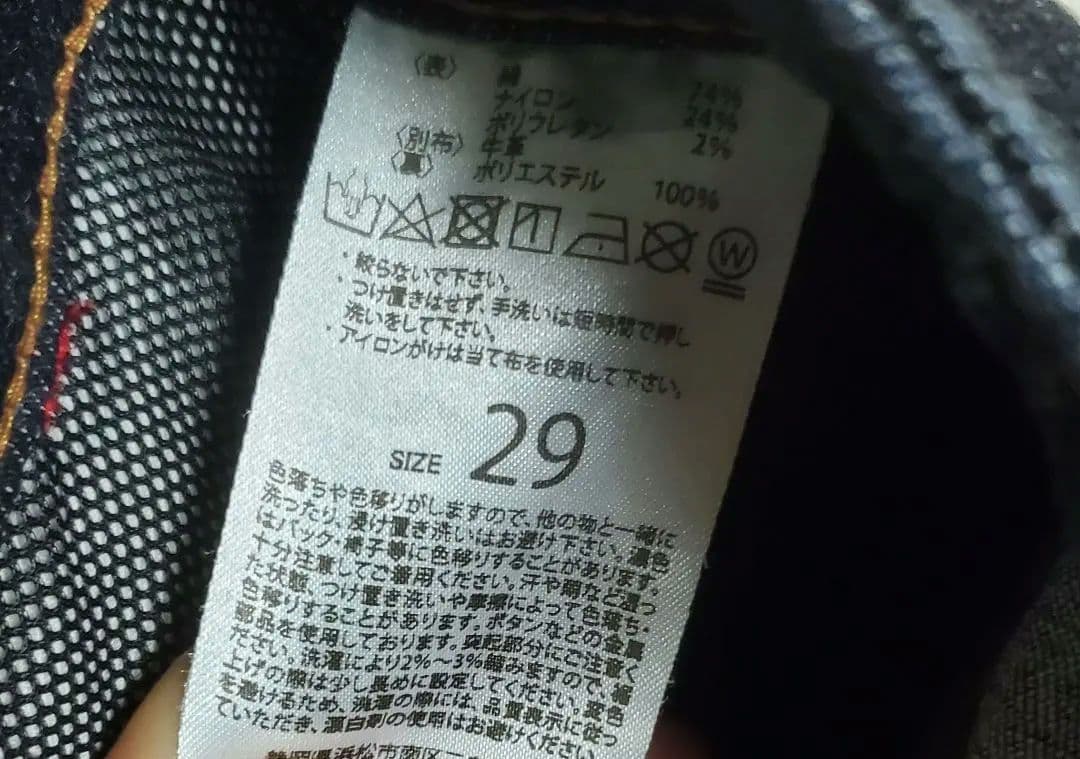 〈表〉 綿 74%
ナイロン 24%
ポリウレタン 2%
〈別布〉 牛革
〈裏〉 ポリエステル 100%
W
・絞らないで下さい。
・つけ置きはせず、手洗いは短時間で押し
洗いをして下さい。
・アイロンがけは当て布を使用して下さい。
SIZE 29
色落ちや色移りがしますので、他の物と一緒に
洗ったり、浸け置き洗いはお避け下さい。濃色
はバック・椅子等に色移りすることがあります。
十分注意してご着用ください。汗や雨など湿っ
た状態、つけ置き洗いや摩擦によって色落ち・
色移りすることがあります。ボタンなどの金属
部品を使用しております。突起部分にご注意く
ださい。洗濯により2%～3%縮みますので、裾
上げの際は少し長めに設定してください。変色
を避けるため、洗濯の際には、品質表示に従っ
ていただき、漂白剤の使用はお避けください。
静岡県浜松市南区